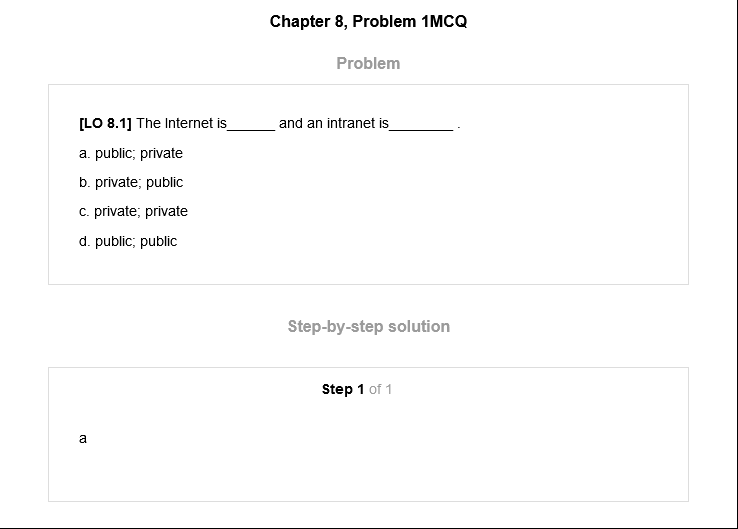 Chapter 8, Problem 1MCQ
Problem
[LO 8.1] The Internet is______ and an intranet is________ .
a. public; private
b. private; public
c. private; private
d. public; public
Step-by-step solution
Step 1 of 1
a